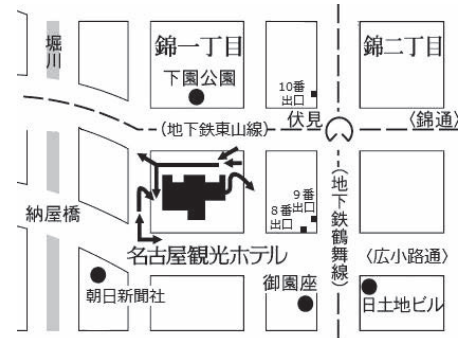 堀川
錦一丁目
下園公園
錦二丁目
10番
出口
(地下鉄東山線)
伏見
〈錦通〉
納屋橋
(地下鉄鶴舞線)
9番
出口
8番
出口
名古屋観光ホテル
〈広小路通〉
朝日新聞社
御園座
日土地ビル